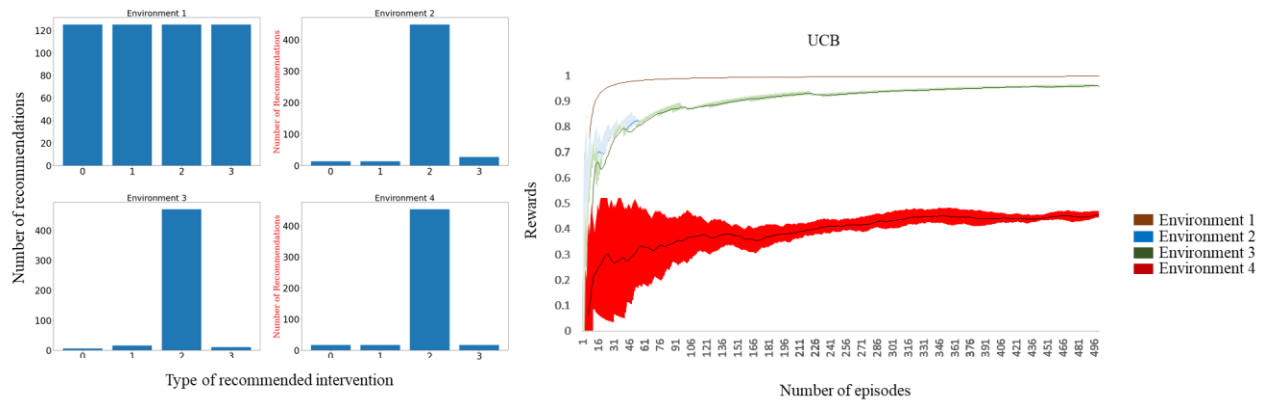 Environment 1
120
100
80
60
40
20
0
0 1 2 3
Environment 2
400
300
200
100
0
0 1 2 3
Number of Recommendations
Environment 3
400
300
200
100
0
0 1 2 3
Environment 4
400
300
200
100
0
0 1 2 3
Number of Recommendations
Number of recommendations
Type of recommended intervention
UCB
1
0.9
0.8
0.7
0.6
0.5
0.4
0.3
0.2
0.1
0
Rewards
1 16 31 46 61 76 91 106 121 136 151 166 181 196 211 226 241 256 271 286 301 316 331 346 361 376 391 406 421 436 451 466 481 496
Number of episodes
Environment 1
Environment 2
Environment 3
Environment 4